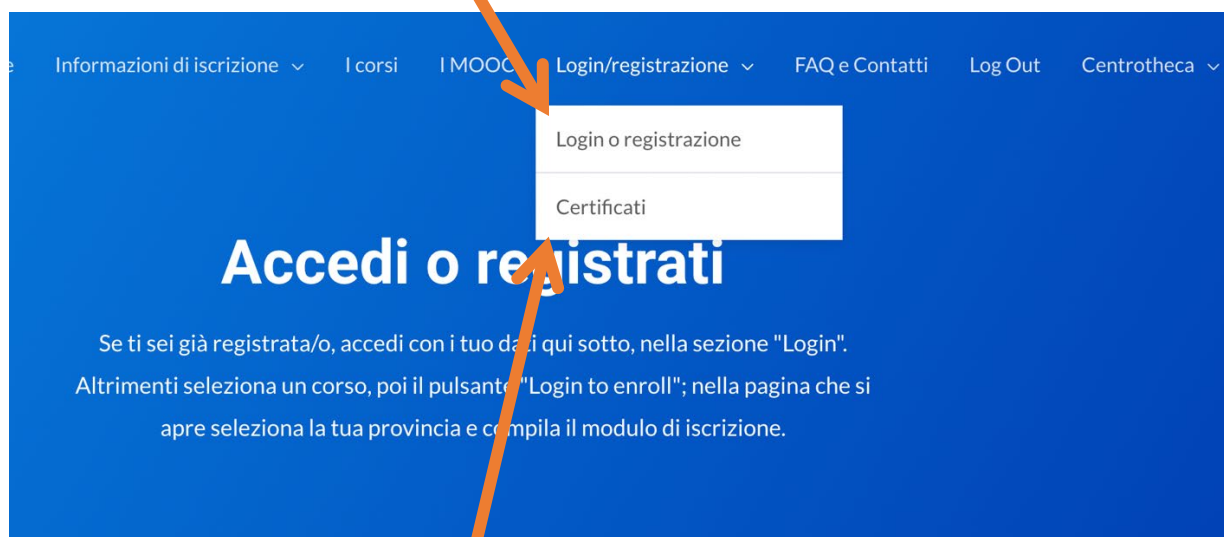 e Informazioni di iscrizione I corsi I MOOC Login/registrazione FAQ e Contatti Log Out Centrotheca
Login o registrazione
Certificati
Accedi o registrati
Se ti sei già registrata/o, accedi con i tuo dati qui sotto, nella sezione "Login".
Altrimenti seleziona un corso, poi il pulsante "Login to enroll"; nella pagina che si
apre seleziona la tua provincia e compila il modulo di iscrizione.